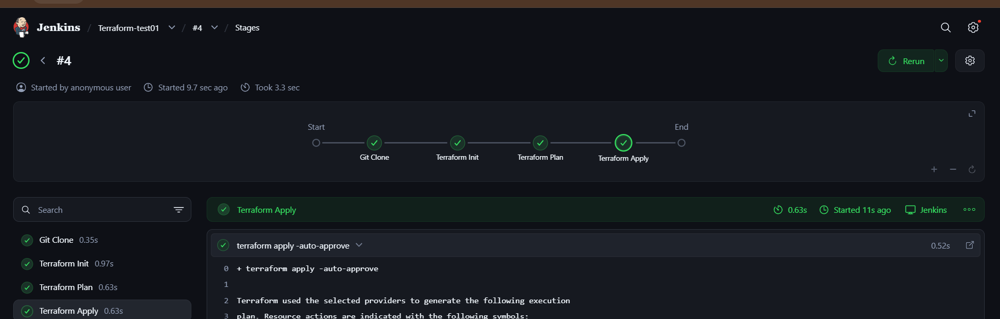 Jenkins / Terraform-test01 / #4 / Stages
#4
Rerun
Started by anonymous user Started 9.7 sec ago Took 3.3 sec
Start End
Git Clone Terraform Init Terraform Plan Terraform Apply
Search
Terraform Apply 0.63s Started 11s ago Jenkins
Git Clone 0.35s
Terraform Init 0.97s
Terraform Plan 0.63s
Terraform Apply 0.63s
terraform apply -auto-approve 0.52s
0 + terraform apply -auto-approve
1
2 Terraform used the selected providers to generate the following execution
3 plan. Resource actions are indicated with the following symbols: